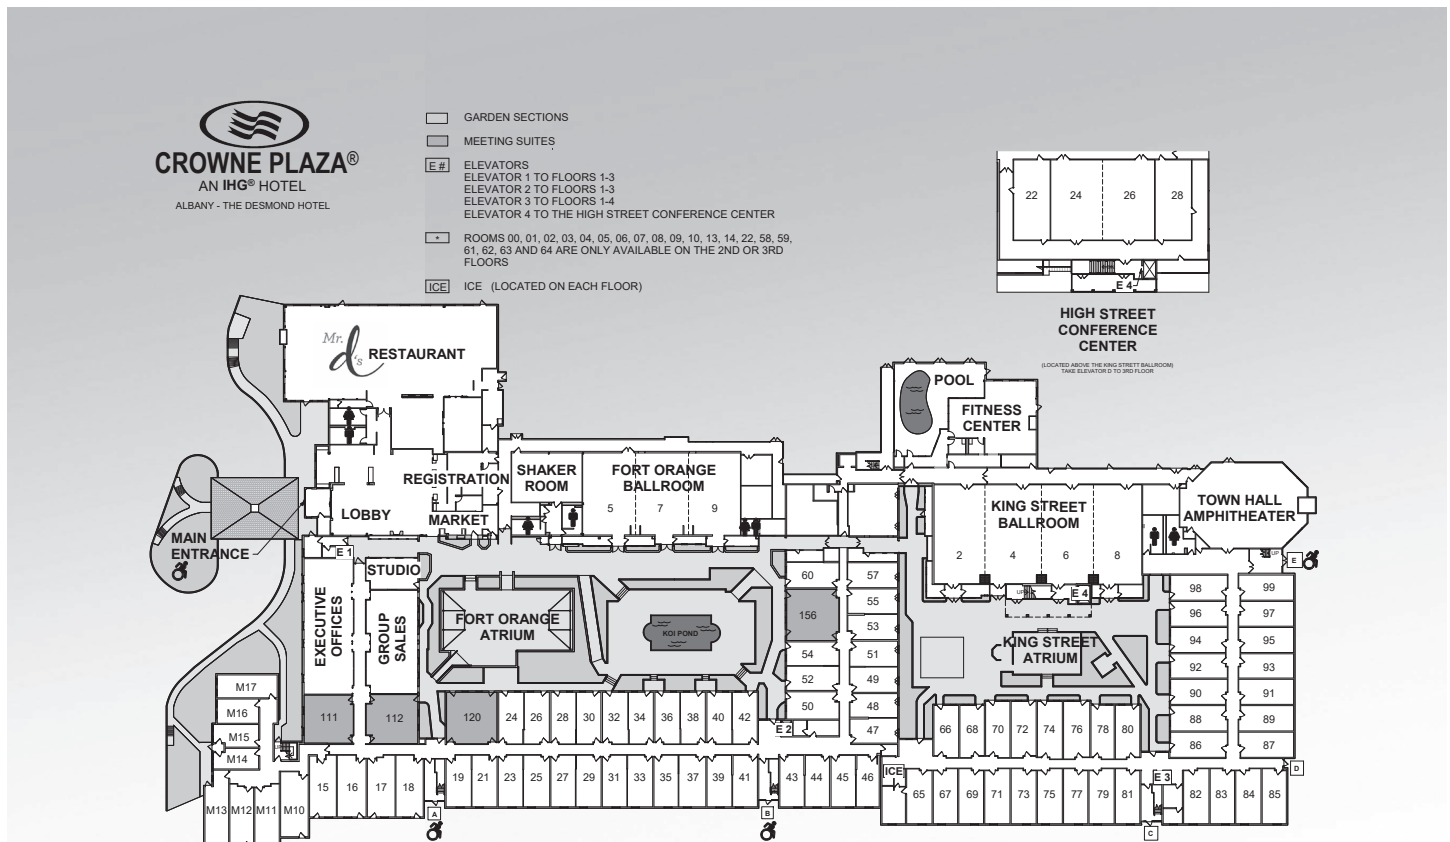 CROWNE PLAZA®
AN IHG® HOTEL
ALBANY - THE DESMOND HOTEL
GARDEN SECTIONS
MEETING SUITES
E # ELEVATORS
ELEVATOR 1 TO FLOORS 1-3
ELEVATOR 2 TO FLOORS 1-3
ELEVATOR 3 TO FLOORS 1-4
ELEVATOR 4 TO THE HIGH STREET CONFERENCE CENTER
* ROOMS 00, 01, 02, 03, 04, 05, 06, 07, 08, 09, 10, 13, 14, 22, 58, 59,
61, 62, 63 AND 64 ARE ONLY AVAILABLE ON THE 2ND OR 3RD
FLOORS
ICE ICE (LOCATED ON EACH FLOOR)
22 24 26 28
E 4
HIGH STREET
CONFERENCE
CENTER
(LOCATED ABOVE THE KING STRETT BALLROOM)
TAKE ELEVATOR D TO 3RD FLOOR
Mr. d's RESTAURANT
POOL
FITNESS
CENTER
REGISTRATION
SHAKER
ROOM
FORT ORANGE
BALLROOM
5 7 9
LOBBY
MARKET
KING STREET
BALLROOM
2 4 6 8
TOWN HALL
AMPHITHEATER
MAIN
ENTRANCE
E 1
STUDIO
EXECUTIVE
OFFICES
GROUP
SALES
FORT ORANGE
ATRIUM
KOI POND
60 57
156 55
53
54 51
52 49
50 48
47
E 2
UP
E 4
KING STREET
ATRIUM
UP
E
98 99
96 97
94 95
92 93
90 91
88 89
86 87
M17
M16
M15
M14
UP
111 112 120 24 26 28 30 32 34 36 38 40 42
66 68 70 72 74 76 78 80
M13 M12 M11 M10
15 16 17 18
19 21 23 25 27 29 31 33 35 37 39 41
43 44 45 46
ICE
65 67 69 71 73 75 77 79 81
E 3
82 83 84 85
A
B
C
D